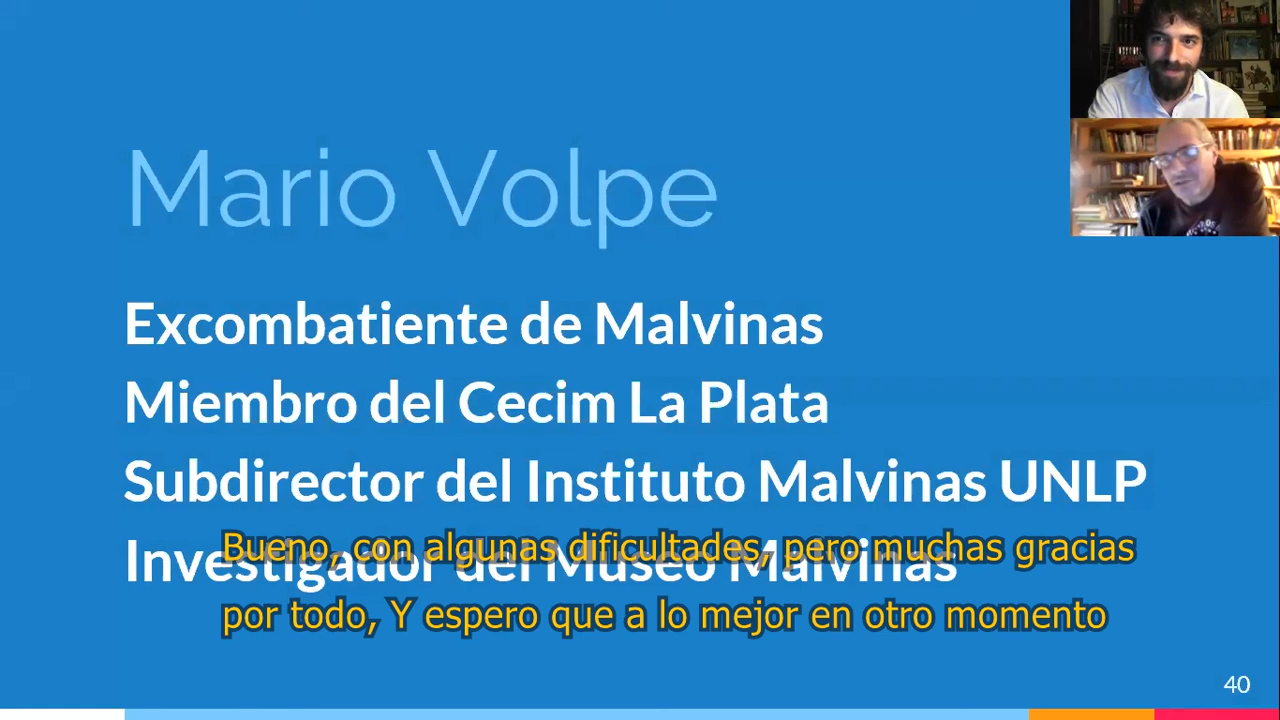 Mario Volpe
Excombatiente de Malvinas
Miembro del Cecim La Plata
Subdirector del Instituto Malvinas UNLP
Investigador del Museo Malvinas
Bueno, con algunas dificultades, pero muchas gracias
por todo, Y espero que a lo mejor en otro momento
40